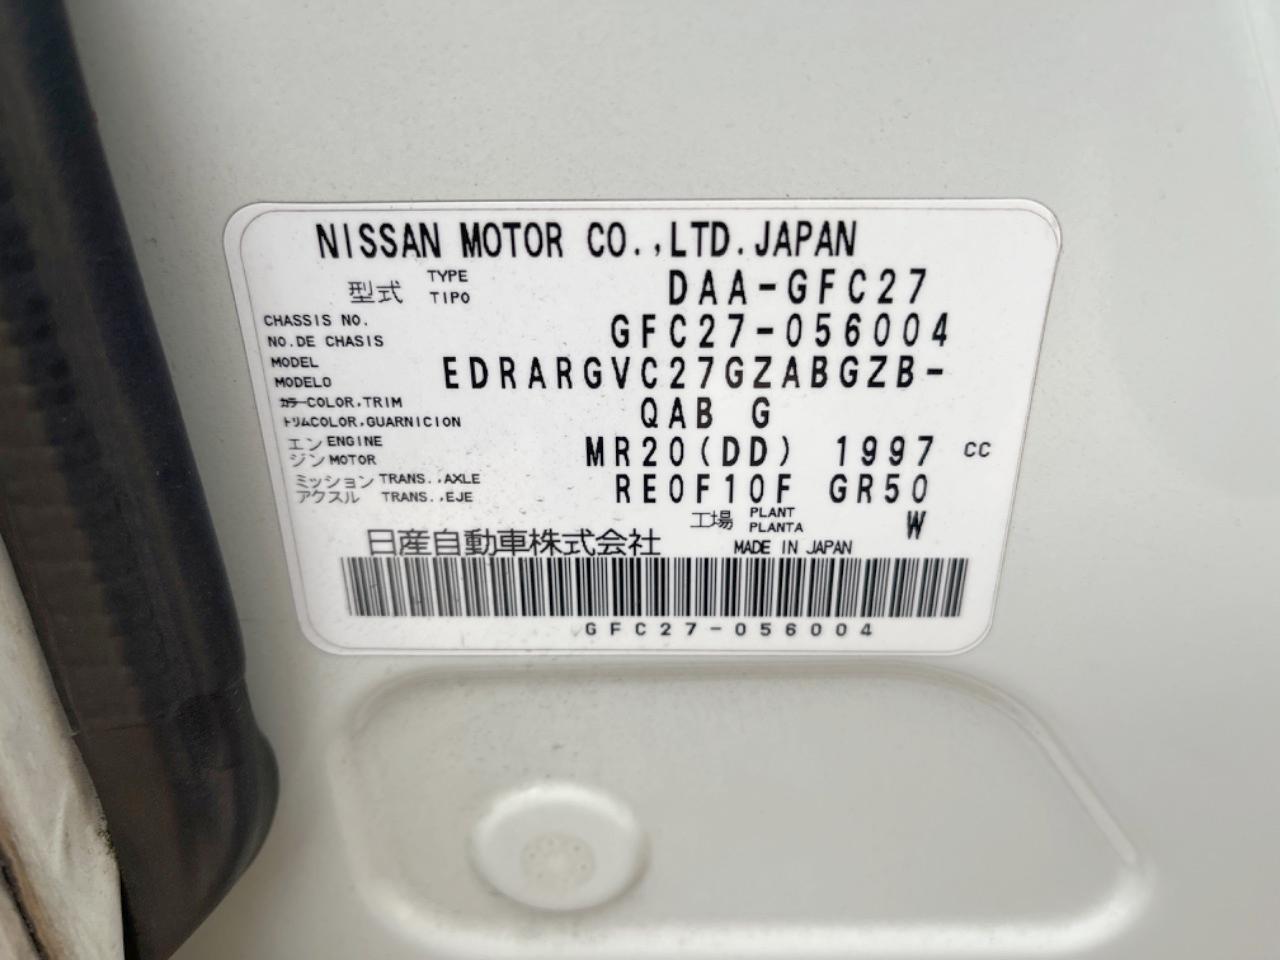 NISSAN MOTOR CO.,LTD.JAPAN
型式 TYPE TIPO DAA-GFC27
CHASSIS NO. NO.DE CHASIS GFC27-056004
MODEL MODELO EDRARGVC27GZABGZB-
カラー COLOR,TRIM トリム COLOR,GUARNICION QAB G
エンジン ENGINE MOTOR MR20(DD) 1997 CC
ミッション TRANS.,AXLE アクスル TRANS.,EJE RE0F10F GR50
工場 PLANT PLANTA W
日産自動車株式会社 MADE IN JAPAN
GFC27-056004